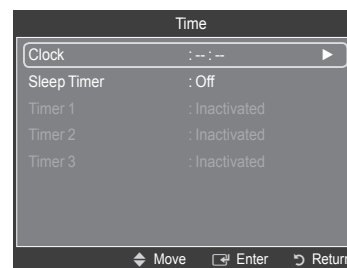 Time
Clock : -- : -- ►
Sleep Timer : Off
Timer 1 : Inactivated
Timer 2 : Inactivated
Timer 3 : Inactivated
Move Enter Return